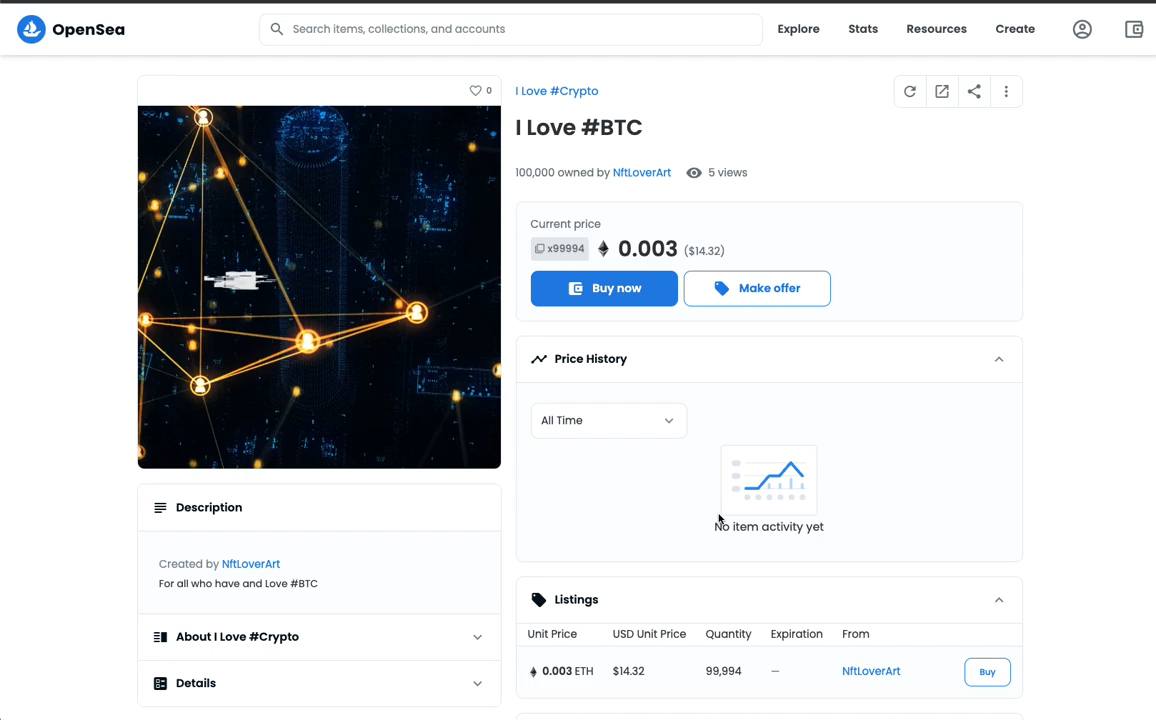 OpenSea
Search items, collections, and accounts
Explore
Stats
Resources
Create
0
I Love #Crypto
I Love #BTC
100,000 owned by NftLoverArt
5 views
Current price
x99994
0.003 ($14.32)
Buy now
Make offer
Price History
All Time
No item activity yet
Description
Created by NftLoverArt
For all who have and Love #BTC
About I Love #Crypto
Details
Listings
Unit Price USD Unit Price Quantity Expiration From
0.003 ETH $14.32 99,994 — NftLoverArt Buy